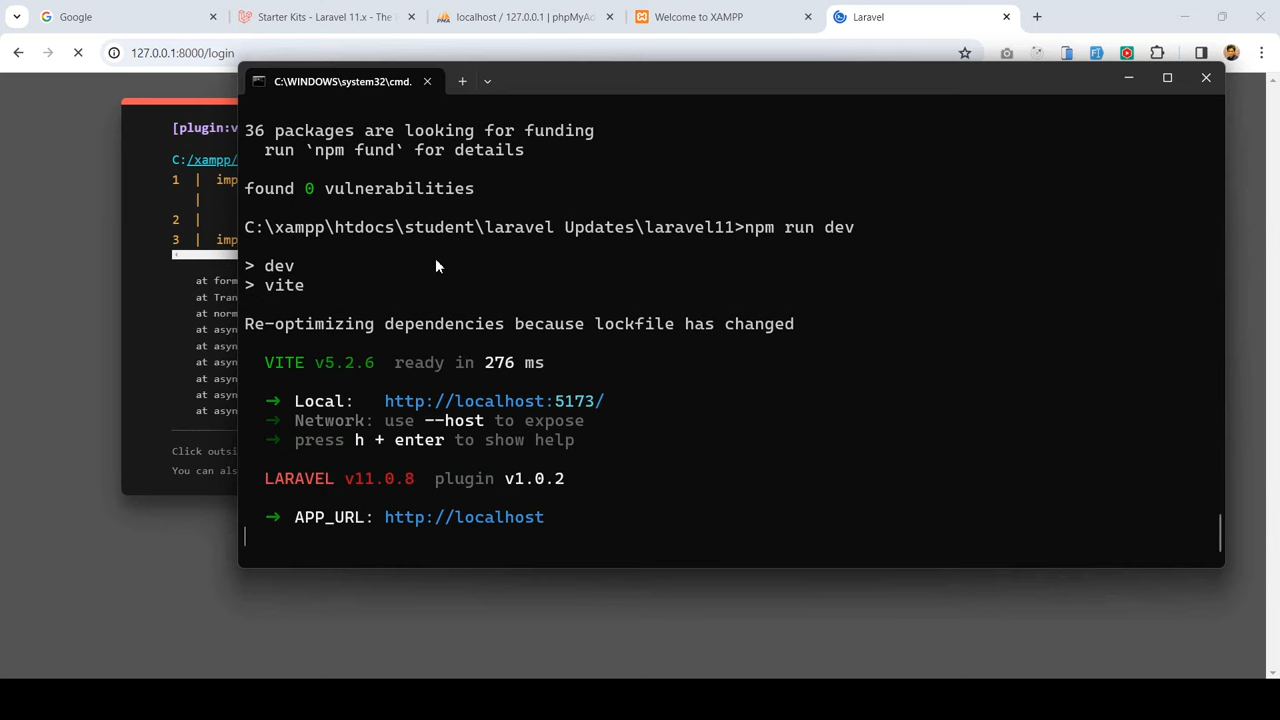 Google
Starter Kits - Laravel 11.x - The
localhost / 127.0.0.1 | phpMyAd
Welcome to XAMPP
Laravel
127.0.0.1:8000/login
C:\WINDOWS\system32\cmd.
[plugin:v
C:/xampp/
1 | imp
|
2 |
3 | imp
at form
at Tran
at norm
at asyn
at asyn
at asyn
at asyn
at asyn
Click outsi
You can als
36 packages are looking for funding
run `npm fund` for details
found 0 vulnerabilities
C:\xampp\htdocs\student\laravel Updates\laravel11>npm run dev
> dev
> vite
Re-optimizing dependencies because lockfile has changed
VITE v5.2.6 ready in 276 ms
➜ Local: http://localhost:5173/
➜ Network: use --host to expose
➜ press h + enter to show help
LARAVEL v11.0.8 plugin v1.0.2
➜ APP_URL: http://localhost